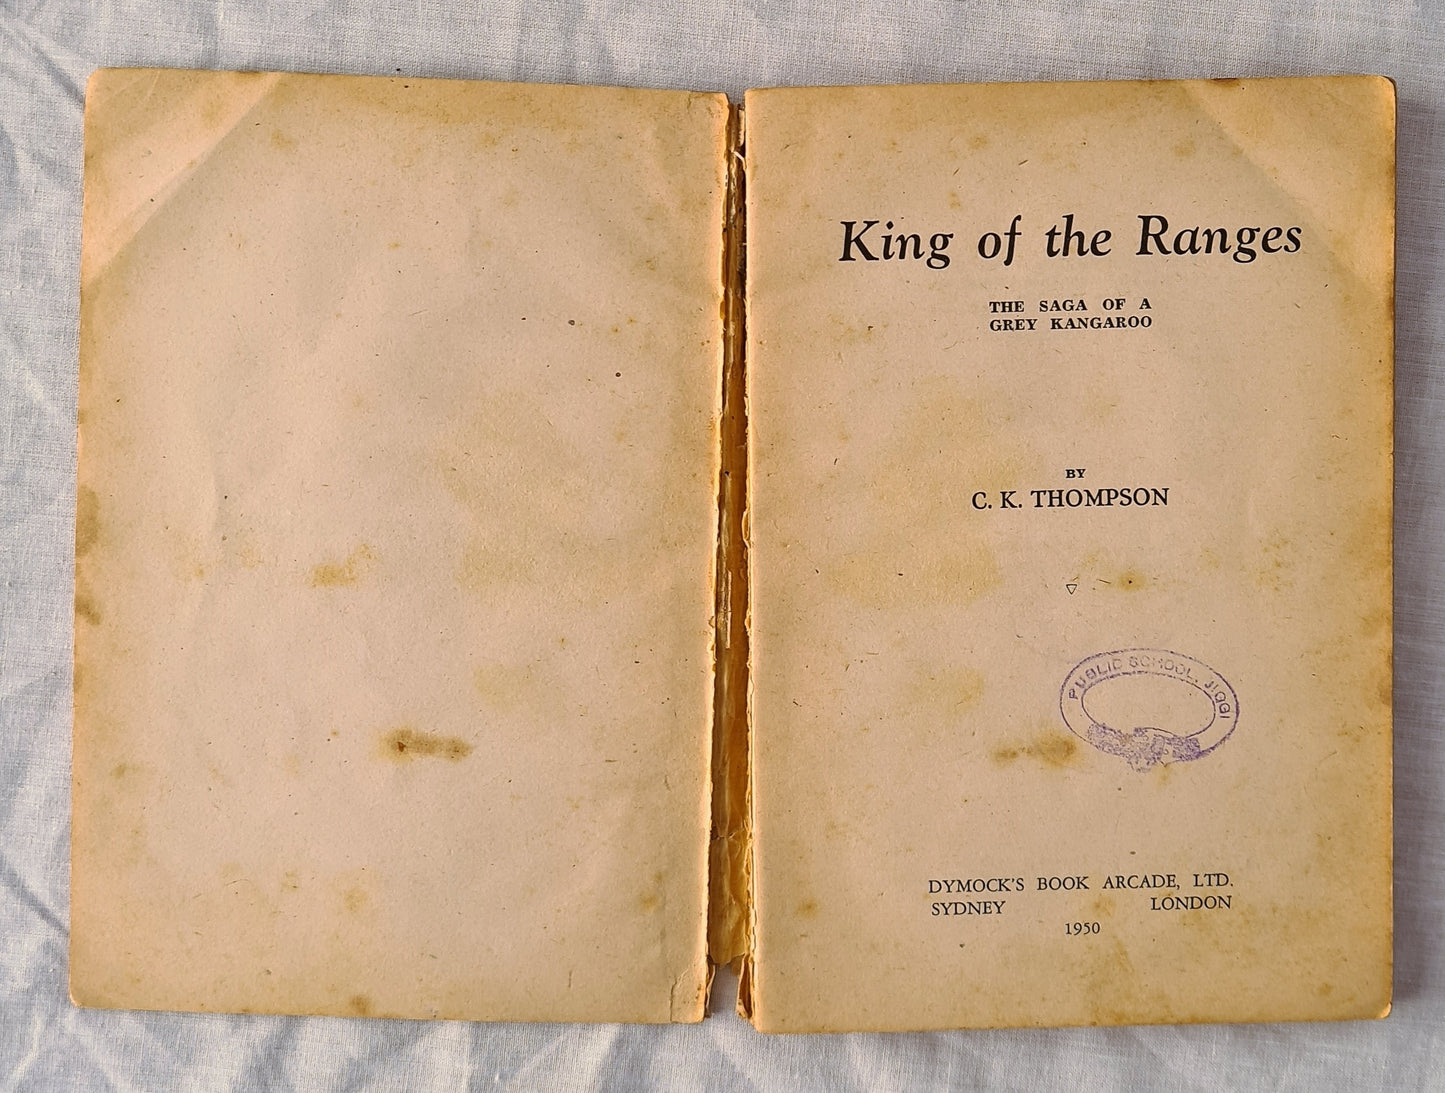 King of the Ranges
THE SAGA OF A
GREY KANGAROO
BY
C. K. THOMPSON
PUBLIC SCHOOL, JIGGI
DYMOCK'S BOOK ARCADE, LTD.
SYDNEY LONDON
1950